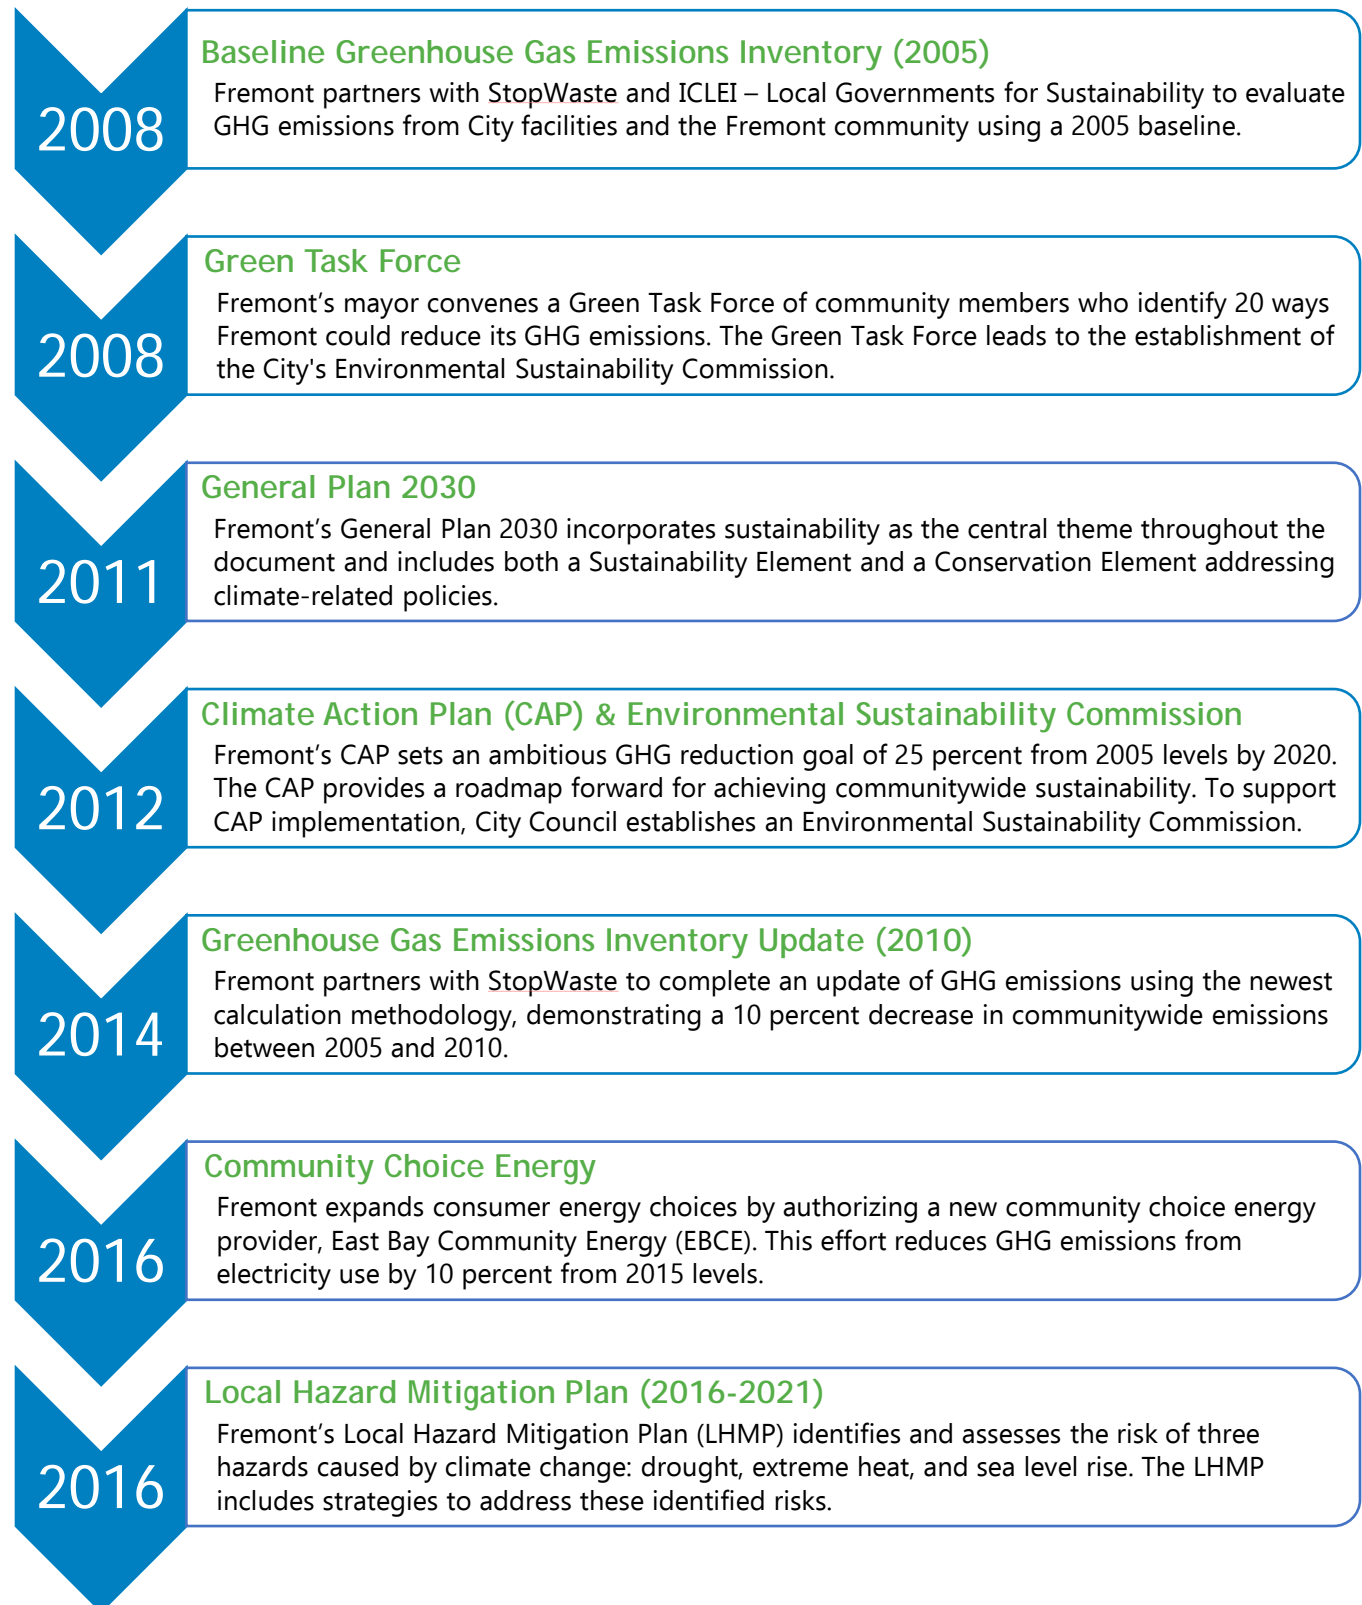 2008
Baseline Greenhouse Gas Emissions Inventory (2005)
Fremont partners with StopWaste and ICLEI – Local Governments for Sustainability to evaluate
GHG emissions from City facilities and the Fremont community using a 2005 baseline.
2008
Green Task Force
Fremont’s mayor convenes a Green Task Force of community members who identify 20 ways
Fremont could reduce its GHG emissions. The Green Task Force leads to the establishment of
the City's Environmental Sustainability Commission.
2011
General Plan 2030
Fremont’s General Plan 2030 incorporates sustainability as the central theme throughout the
document and includes both a Sustainability Element and a Conservation Element addressing
climate-related policies.
2012
Climate Action Plan (CAP) & Environmental Sustainability Commission
Fremont’s CAP sets an ambitious GHG reduction goal of 25 percent from 2005 levels by 2020.
The CAP provides a roadmap forward for achieving communitywide sustainability. To support
CAP implementation, City Council establishes an Environmental Sustainability Commission.
2014
Greenhouse Gas Emissions Inventory Update (2010)
Fremont partners with StopWaste to complete an update of GHG emissions using the newest
calculation methodology, demonstrating a 10 percent decrease in communitywide emissions
between 2005 and 2010.
2016
Community Choice Energy
Fremont expands consumer energy choices by authorizing a new community choice energy
provider, East Bay Community Energy (EBCE). This effort reduces GHG emissions from
electricity use by 10 percent from 2015 levels.
2016
Local Hazard Mitigation Plan (2016-2021)
Fremont’s Local Hazard Mitigation Plan (LHMP) identifies and assesses the risk of three
hazards caused by climate change: drought, extreme heat, and sea level rise. The LHMP
includes strategies to address these identified risks.